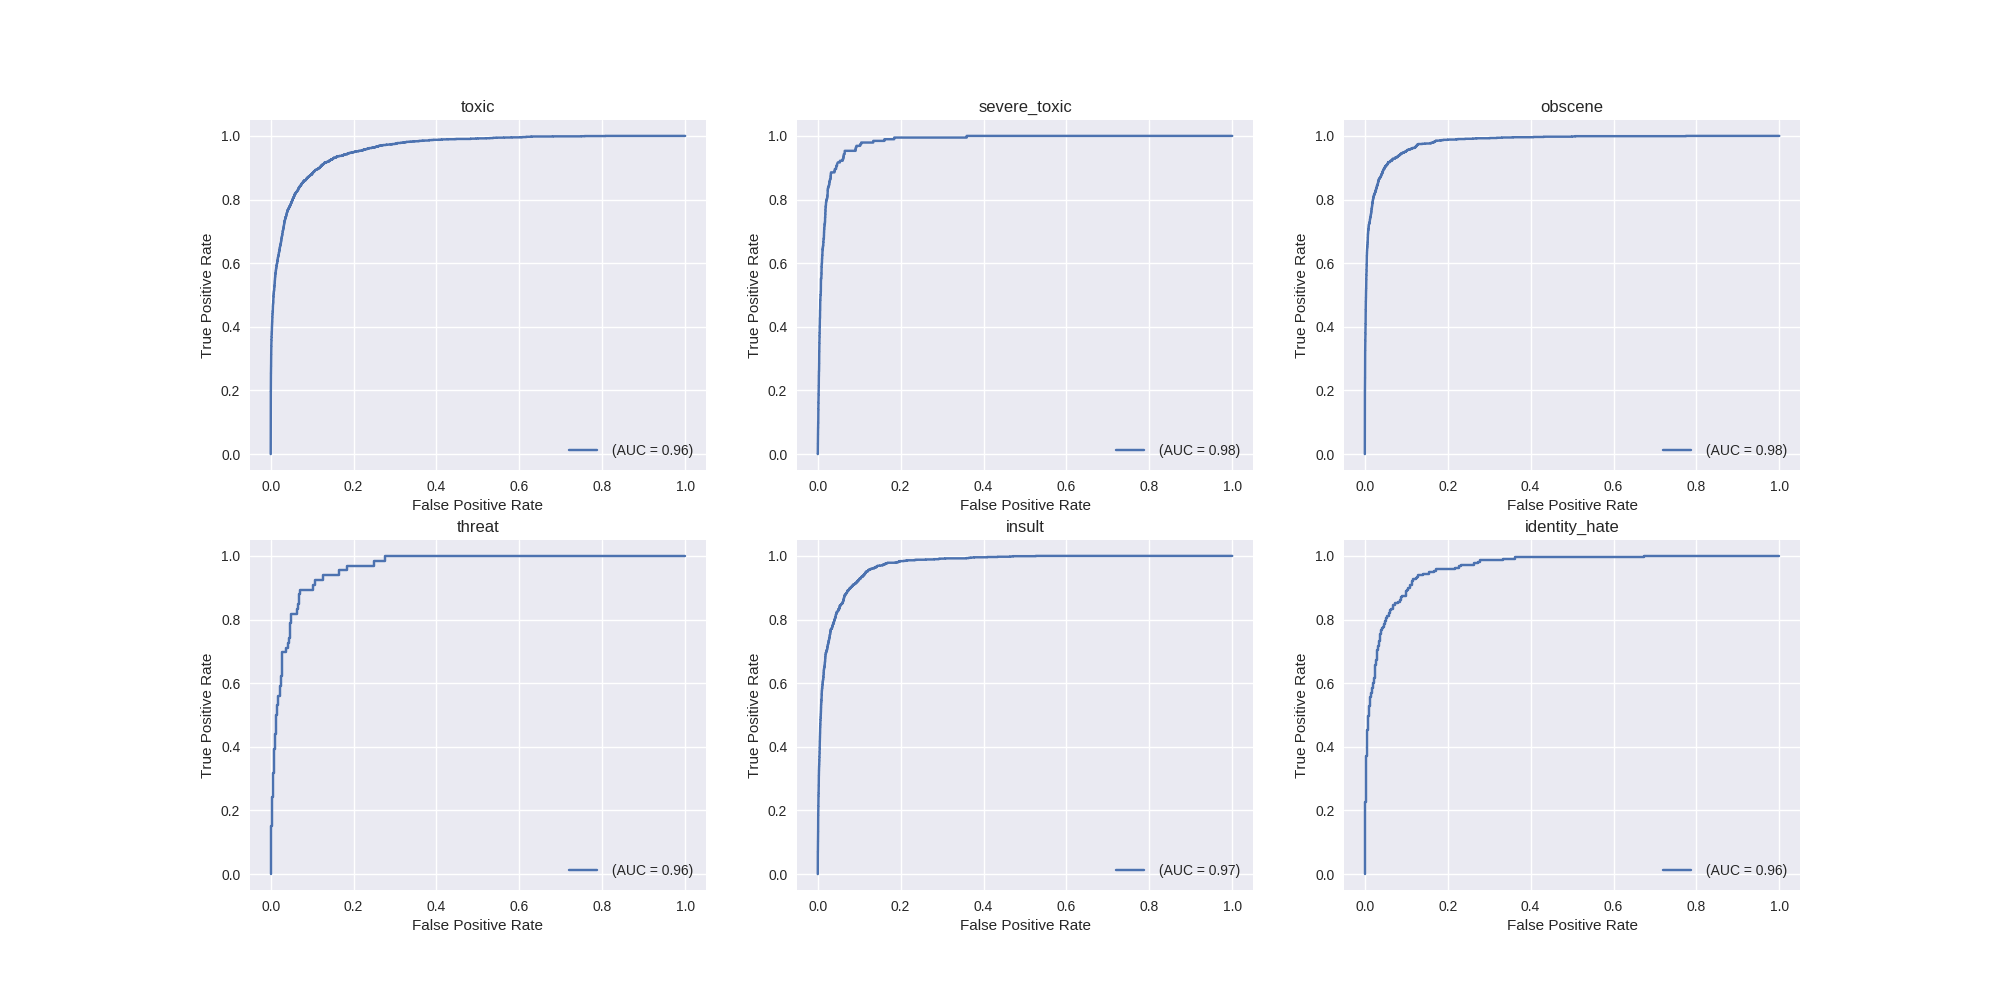 toxic
1.0
0.8
0.6
0.4
0.2
0.0
True Positive Rate
(AUC = 0.96)
0.0 0.2 0.4 0.6 0.8 1.0
False Positive Rate
severe_toxic
1.0
0.8
0.6
0.4
0.2
0.0
True Positive Rate
(AUC = 0.98)
0.0 0.2 0.4 0.6 0.8 1.0
False Positive Rate
obscene
1.0
0.8
0.6
0.4
0.2
0.0
True Positive Rate
(AUC = 0.98)
0.0 0.2 0.4 0.6 0.8 1.0
False Positive Rate
threat
1.0
0.8
0.6
0.4
0.2
0.0
True Positive Rate
(AUC = 0.96)
0.0 0.2 0.4 0.6 0.8 1.0
False Positive Rate
insult
1.0
0.8
0.6
0.4
0.2
0.0
True Positive Rate
(AUC = 0.97)
0.0 0.2 0.4 0.6 0.8 1.0
False Positive Rate
identity_hate
1.0
0.8
0.6
0.4
0.2
0.0
True Positive Rate
(AUC = 0.96)
0.0 0.2 0.4 0.6 0.8 1.0
False Positive Rate